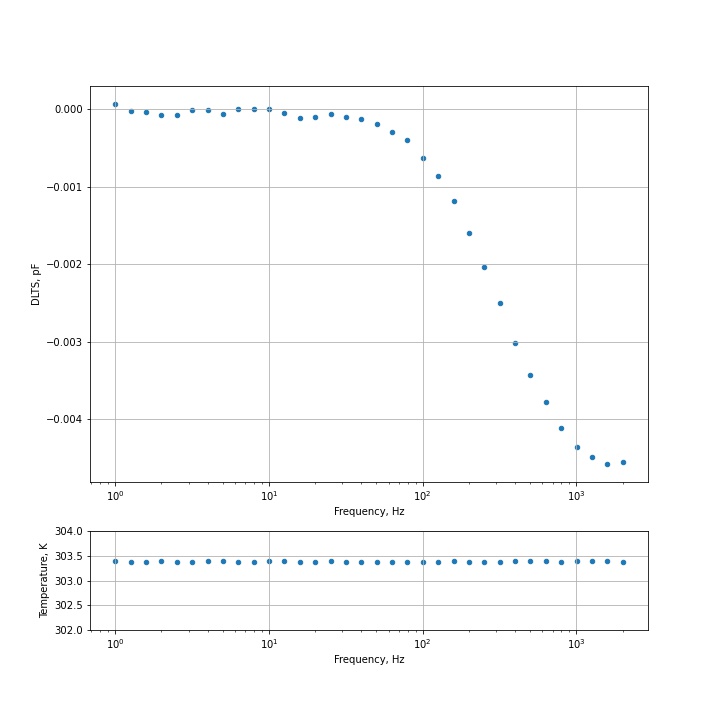 0.000
−0.001
−0.002
−0.003
−0.004
DLTS, pF
10⁰ 10¹ 10² 10³
Frequency, Hz
304.0
303.5
303.0
302.5
302.0
Temperature, K
10⁰ 10¹ 10² 10³
Frequency, Hz